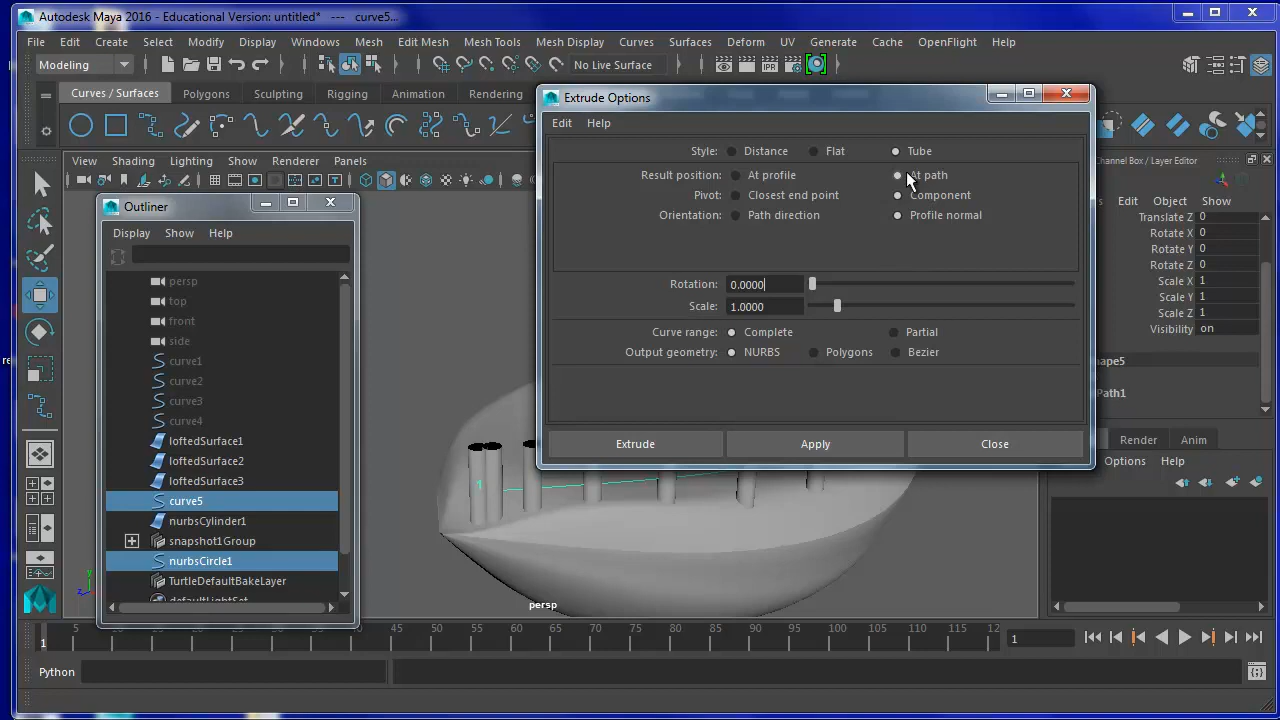 Autodesk Maya 2016 - Educational Version: untitled* --- curve5...
File Edit Create Select Modify Display Windows Mesh Edit Mesh Mesh Tools Mesh Display Curves Surfaces Deform UV Generate Cache OpenFlight Help
Modeling
No Live Surface
IPR
Curves / Surfaces Polygons Sculpting Rigging Animation Rendering
Extrude Options
Edit Help
Style: Distance Flat Tube
Result position: At profile At path
Pivot: Closest end point Component
Orientation: Path direction Profile normal
Rotation: 0.0000
Scale: 1.0000
Curve range: Complete Partial
Output geometry: NURBS Polygons Bezier
Extrude Apply Close
View Shading Lighting Show Renderer Panels
Outliner
Display Show Help
persp
top
front
side
curve1
curve2
curve3
curve4
loftedSurface1
loftedSurface2
loftedSurface3
curve5
nurbsCylinder1
snapshot1Group
nurbsCircle1
TurtleDefaultBakeLayer
defaultLightSet
1
persp
y
z
Channel Box / Layer Editor
Edit Object Show
Translate Z 0
Rotate X 0
Rotate Y 0
Rotate Z 0
Scale X 1
Scale Y 1
Scale Z 1
Visibility on
Render Anim
Options Help
5 45 50 55 60 65 70 75 80 85 90 95 100 105 110 115 12
1
1
Python